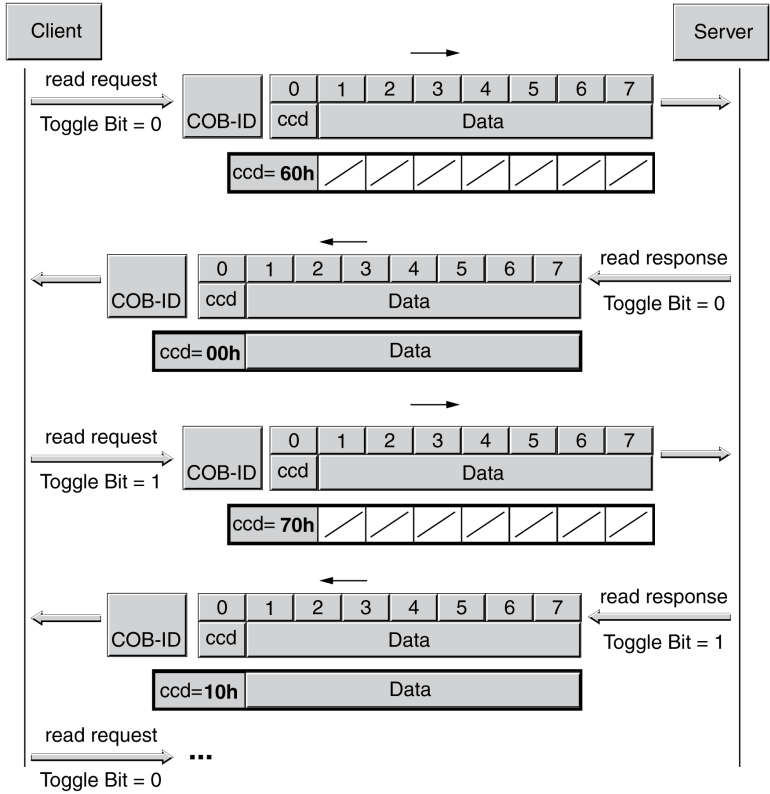 Client
Server
read request
Toggle Bit = 0
COB-ID
0 1 2 3 4 5 6 7
ccd Data
ccd= 60h
read response
Toggle Bit = 0
COB-ID
0 1 2 3 4 5 6 7
ccd Data
ccd= 00h Data
read request
Toggle Bit = 1
COB-ID
0 1 2 3 4 5 6 7
ccd Data
ccd= 70h
read response
Toggle Bit = 1
COB-ID
0 1 2 3 4 5 6 7
ccd Data
ccd=10h Data
read request
Toggle Bit = 0
...